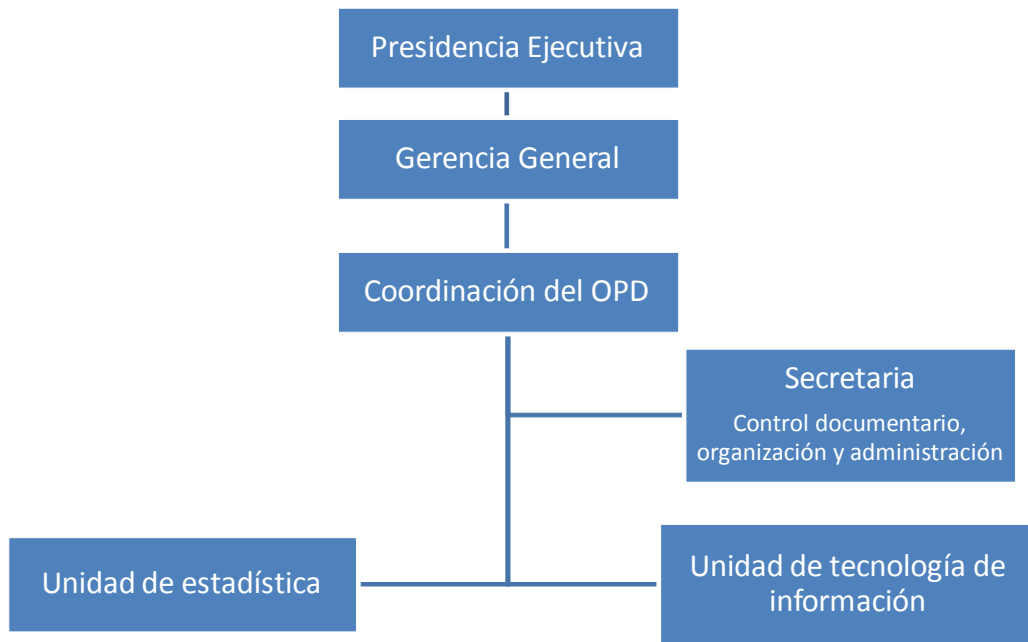 Presidencia Ejecutiva
Gerencia General
Coordinación del OPD
Secretaria
Control documentario,
organización y administración
Unidad de estadística
Unidad de tecnología de
información